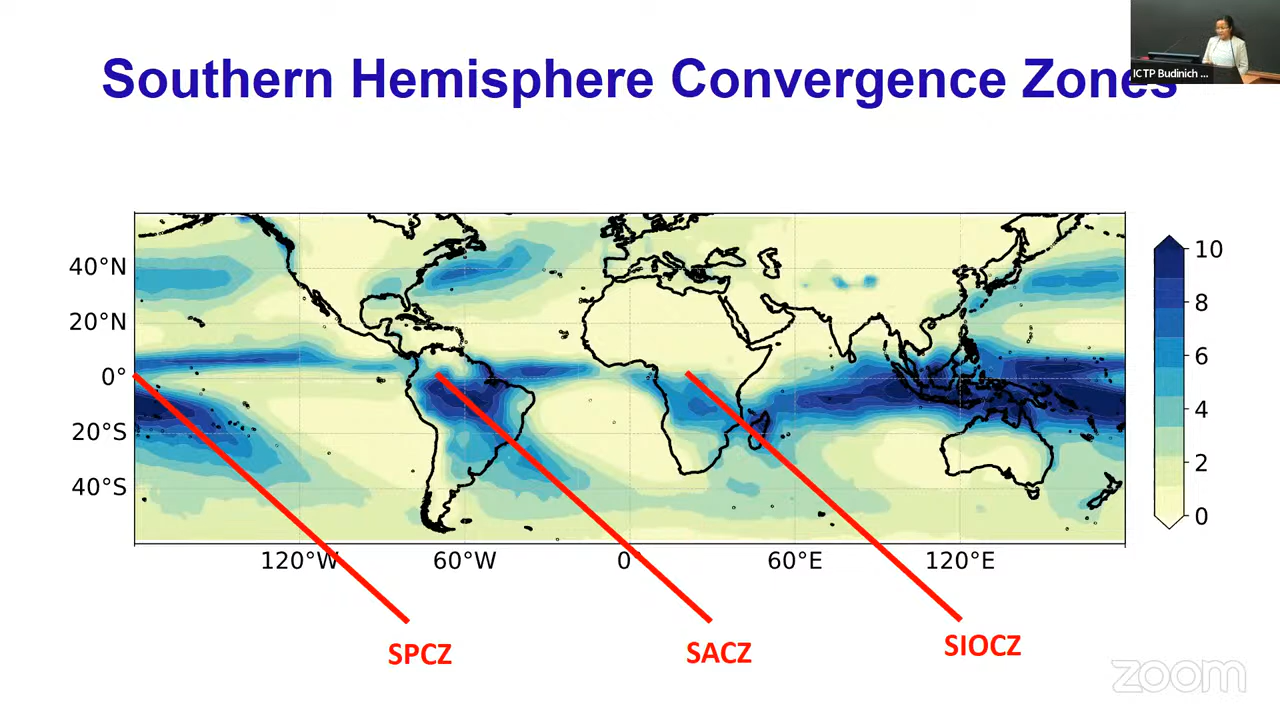 Southern Hemisphere Convergence Zones
ICTP Budinich ...
40°N
20°N
0°
20°S
40°S
120°W
60°W
0°
60°E
120°E
10
8
6
4
2
0
SPCZ
SACZ
SIOCZ
zoom